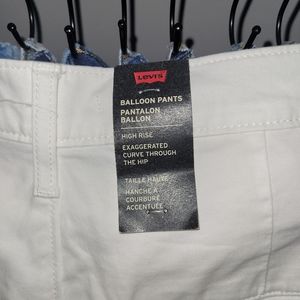 LEVI'S
BALLOON PANTS
PANTALON
BALLON
HIGH RISE
EXAGGERATED
CURVE THROUGH
THE HIP
TAILLE HAUTE
HANCHE À
COURBURE
ACCENTUÉE